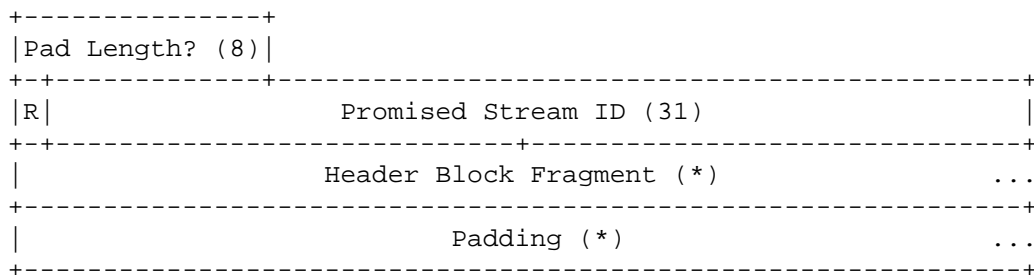 +---------------+
|Pad Length? (8)|
+-+-------------+-----------------------------------------------+
|R|                  Promised Stream ID (31)                    |
+-+-----------------------------+-------------------------------+
|                   Header Block Fragment (*)                 ...
+---------------------------------------------------------------+
|                           Padding (*)                       ...
+---------------------------------------------------------------+